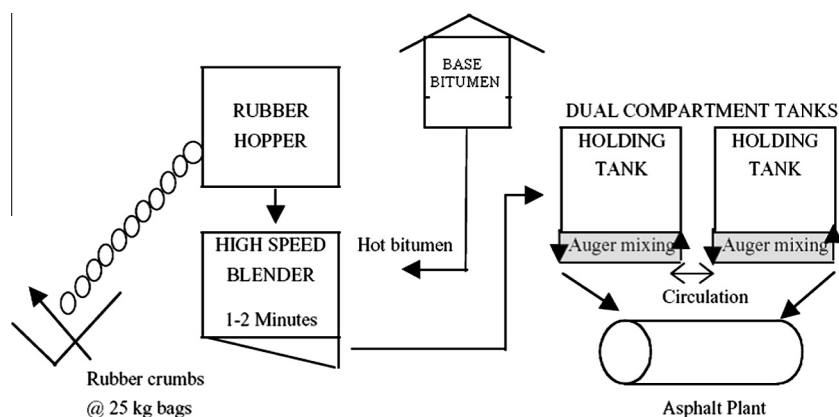 RUBBER
HOPPER
BASE
BITUMEN
DUAL COMPARTMENT TANKS
HOLDING
TANK
HOLDING
TANK
HIGH SPEED
BLENDER
1-2 Minutes
Hot bitumen
Auger mixing
Auger mixing
Circulation
Rubber crumbs
@ 25 kg bags
Asphalt Plant